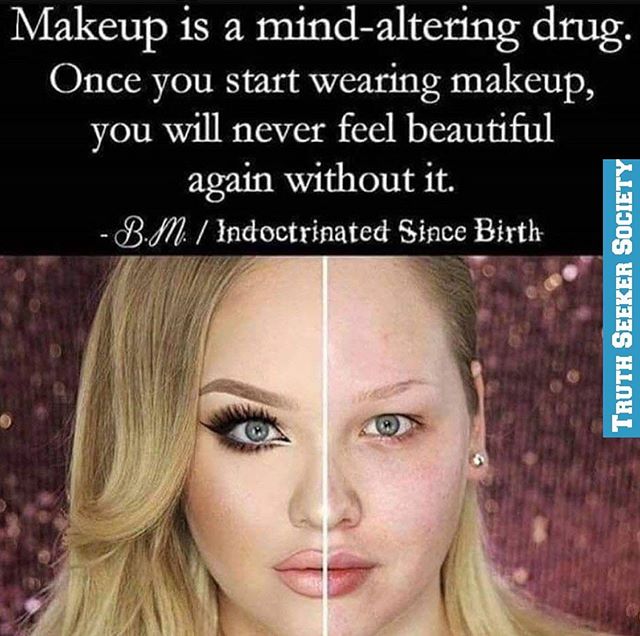 Makeup is a mind-altering drug.
Once you start wearing makeup,
you will never feel beautiful
again without it.
- B.M. / Indoctrinated Since Birth
Truth Seeker Society